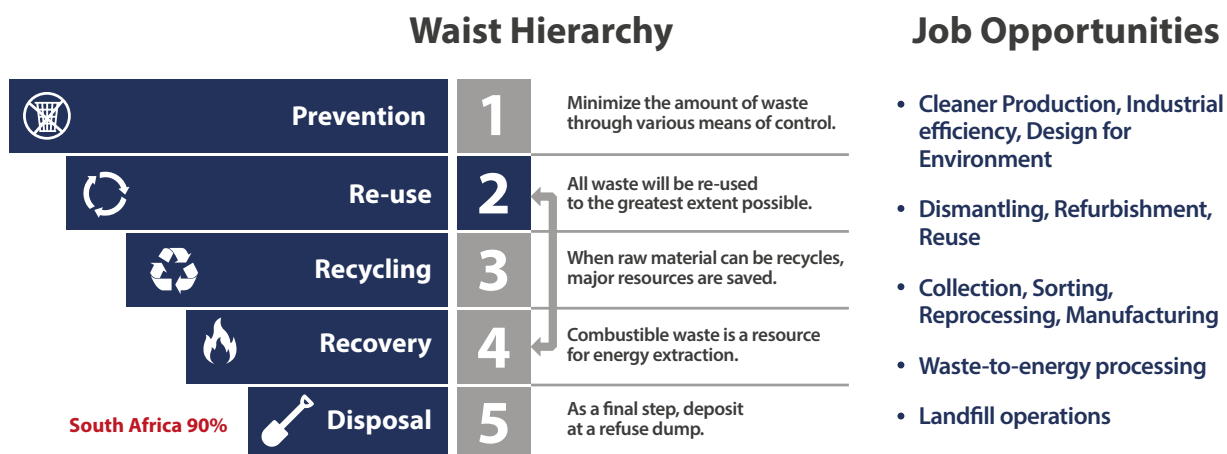 Waist Hierarchy
Prevention
1
Minimize the amount of waste
through various means of control.
Re-use
2
All waste will be re-used
to the greatest extent possible.
Recycling
3
When raw material can be recycles,
major resources are saved.
Recovery
4
Combustible waste is a resource
for energy extraction.
South Africa 90%
Disposal
5
As a final step, deposit
at a refuse dump.
Job Opportunities
• Cleaner Production, Industrial
efficiency, Design for
Environment
• Dismantling, Refurbishment,
Reuse
• Collection, Sorting,
Reprocessing, Manufacturing
• Waste-to-energy processing
• Landfill operations